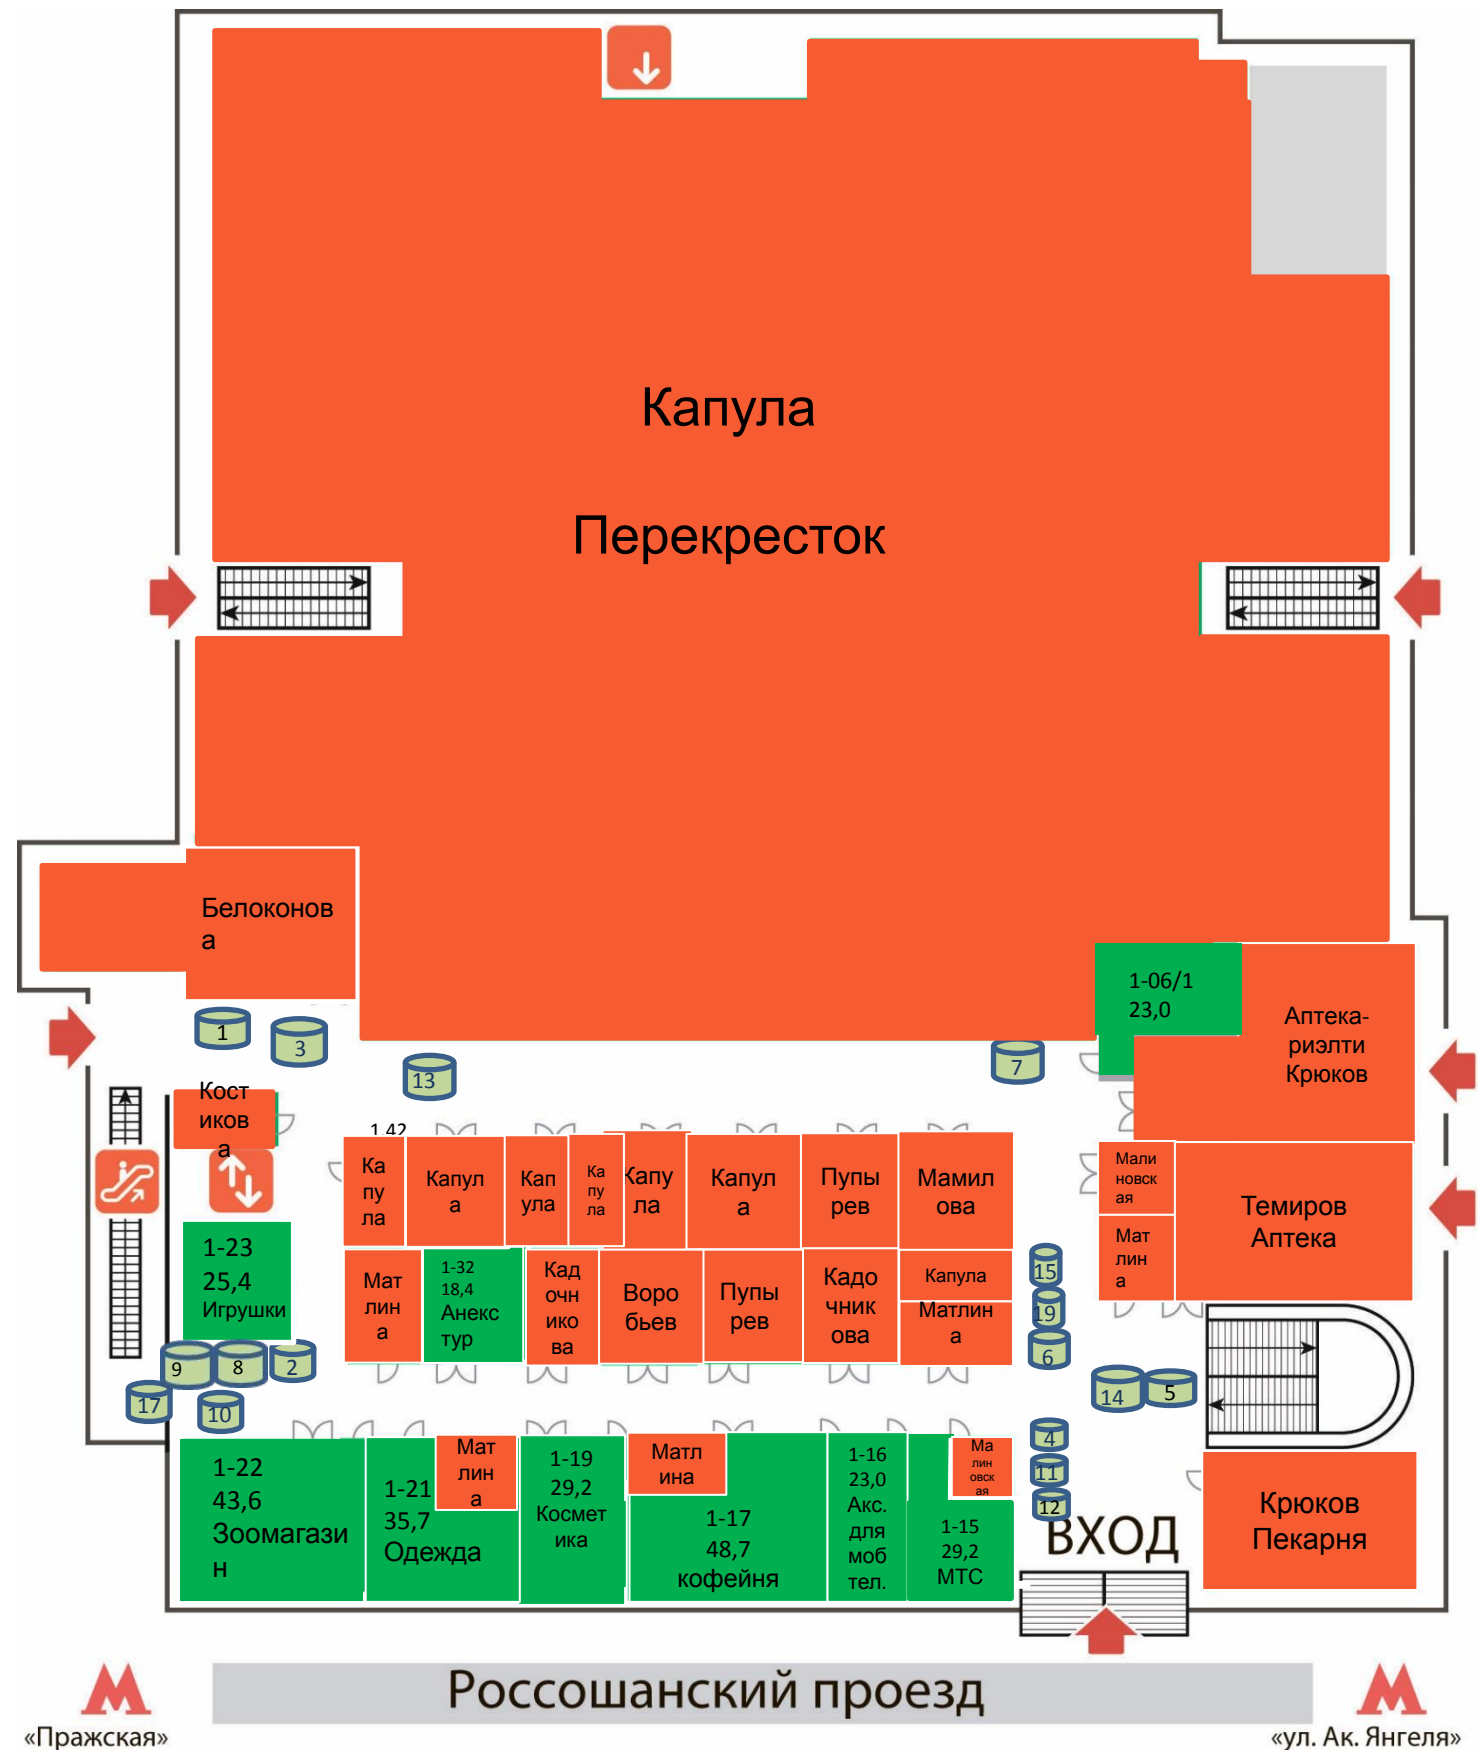 Капула
Перекресток
Белоконов
а
1-06/1
23,0
Аптека-
риэлти
Крюков
1
3
13
7
Кост
иков
а
1.42
Ка
пу
ла
Капул
а
Кап
ула
Ка
пу
ла
Капу
ла
Капул
а
Пупы
рев
Мамил
ова
Мали
новск
ая
Темиров
Аптека
Мат
лин
а
1-23
25,4
Игрушки
Мат
лин
а
1-32
18,4
Анекс
тур
Кад
очн
ико
ва
Воро
бьев
Пупы
рев
Кадо
чник
ова
Капула
Матлин
а
15
19
6
9
8
2
17
10
14
5
4
11
12
1-22
43,6
Зоомагази
н
1-21
35,7
Одежда
Мат
лин
а
1-19
29,2
Космет
ика
Матл
ина
1-17
48,7
кофейня
1-16
23,0
Акс.
для
моб
тел.
Ма
лин
овск
ая
1-15
29,2
МТС
ВХОД
Крюков
Пекарня
Россошанский проезд
«Пражская»
«ул. Ак. Янгеля»